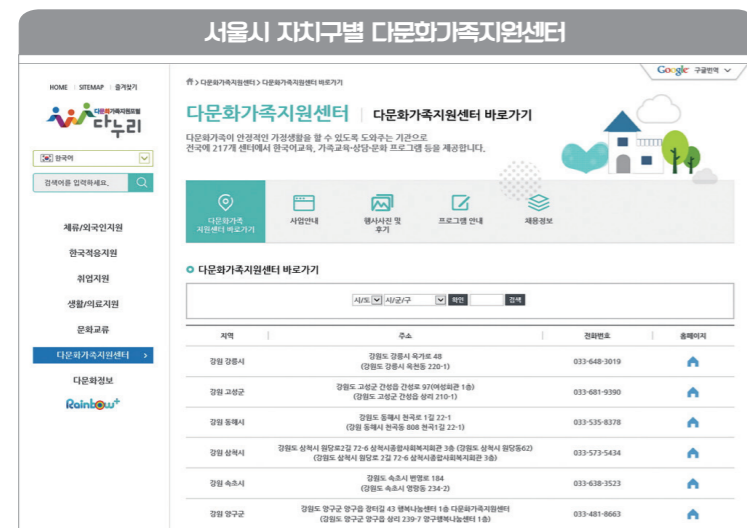 서울시 자치구별 다문화가족지원센터
HOME | SITEMAP | 즐겨찾기
다문화가족지원포털
다누리
한국어
검색어를 입력하세요.
체류/외국인지원
한국적응지원
취업지원
생활/의료지원
문화교류
다문화가족지원센터 >
다문화정보
Rainbow+
> 다문화가족지원센터 > 다문화가족지원센터 바로가기
Google 구글번역
다문화가족지원센터 | 다문화가족지원센터 바로가기
다문화가족이 안정적인 가정생활을 할 수 있도록 도와주는 기관으로
전국에 217개 센터에서 한국어교육, 가족교육·상담·문화 프로그램 등을 제공합니다.
다문화가족
지원센터 바로가기
사업안내
행사사진 및
후기
프로그램 안내
채용정보
다문화가족지원센터 바로가기
시/도 시/군/구 확인 검색
지역 주소 전화번호 홈페이지
강원 강릉시 강원도 강릉시 옥가로 48 033-648-3019
(강원도 강릉시 옥천동 220-1)
강원 고성군 강원도 고성군 간성읍 간성로 97(여성회관 1층) 033-681-9390
(강원도 고성군 간성읍 상리 210-1)
강원 동해시 강원도 동해시 천곡로 1길 22-1 033-535-8378
(강원 동해시 천곡동 808 천곡1길 22-1)
강원 삼척시 강원도 삼척시 원당로2길 72-6 삼척시종합사회복지회관 3층 (강원도 삼척시 원당동62) 033-573-5434
(강원도 삼척시 원당로 2길 72-6 삼척시종합사회복지회관 3층)
강원 속초시 강원도 속초시 번영로 184 033-638-3523
(강원도 속초시 영랑동 234-2)
강원 양구군 강원도 양구군 양구읍 장터길 43 행복나눔센터 1층 다문화가족지원센터 033-481-8663
(강원도 양구군 양구읍 상리 239-7 양구행복나눔센터 1층)